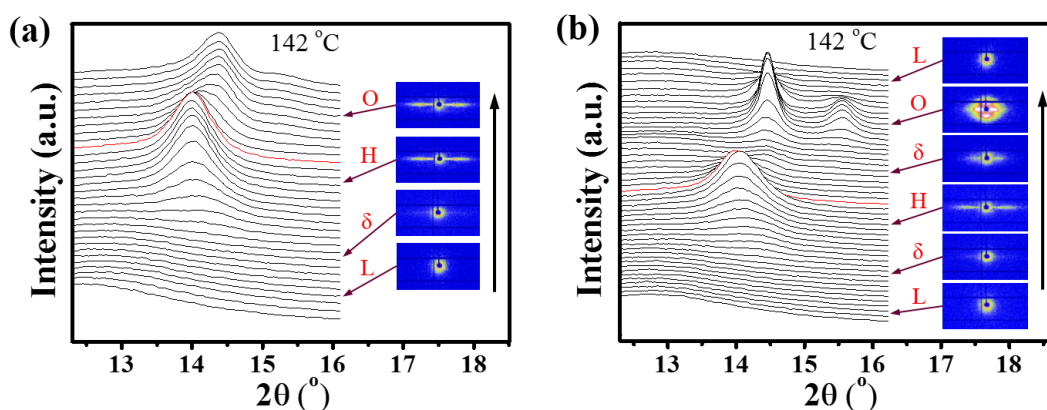 (a)
142 °C
O
H
δ
L
Intensity (a.u.)
13 14 15 16 17 18
2θ (°)
(b)
142 °C
L
O
δ
H
δ
L
Intensity (a.u.)
13 14 15 16 17 18
2θ (°)